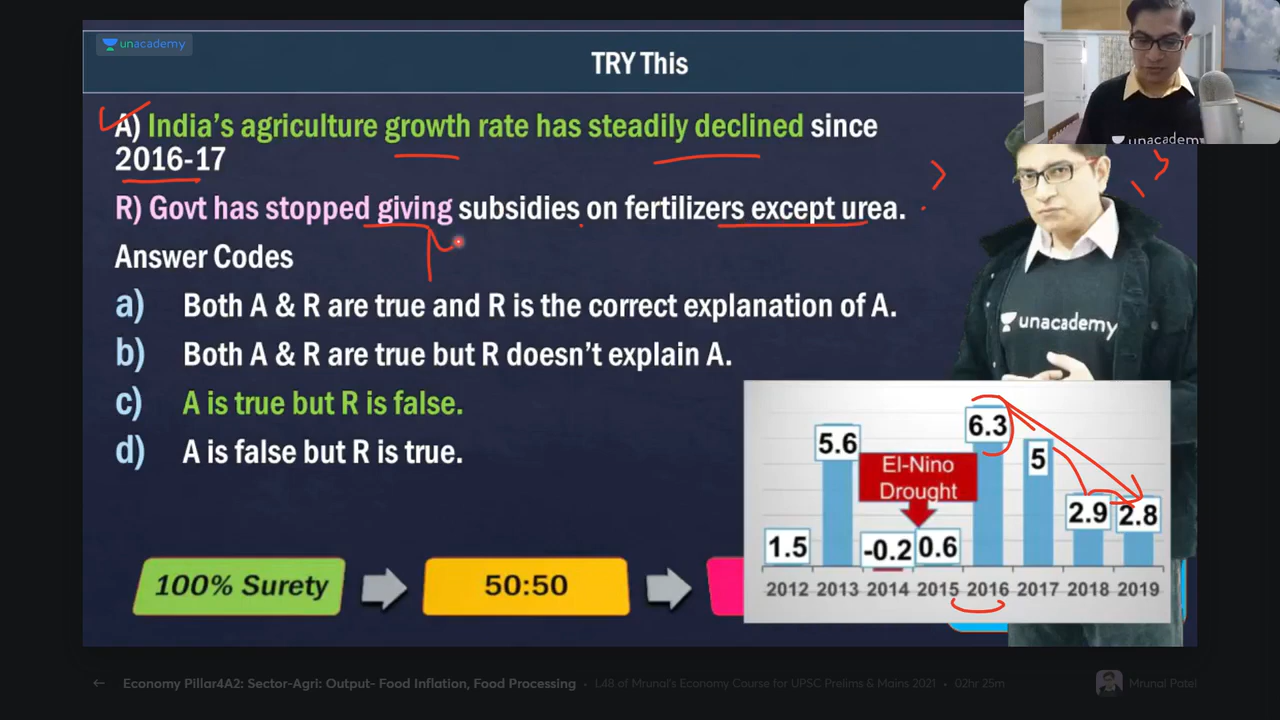 unacademy
TRY This
unacademy
A) India's agriculture growth rate has steadily declined since
2016-17
R) Govt has stopped giving subsidies on fertilizers except urea.
Answer Codes
a) Both A & R are true and R is the correct explanation of A.
b) Both A & R are true but R doesn't explain A.
c) A is true but R is false.
d) A is false but R is true.
unacademy
100% Surety
50:50
1.5
5.6
-0.2
0.6
6.3
5
2.9
2.8
El-Nino
Drought
2012 2013 2014 2015 2016 2017 2018 2019
Economy Pillar4A2: Sector-Agri: Output- Food Inflation, Food Processing • L48 of Mrunal's Economy Course for UPSC Prelims & Mains 2021 • 02hr 25m
Mrunal Patel